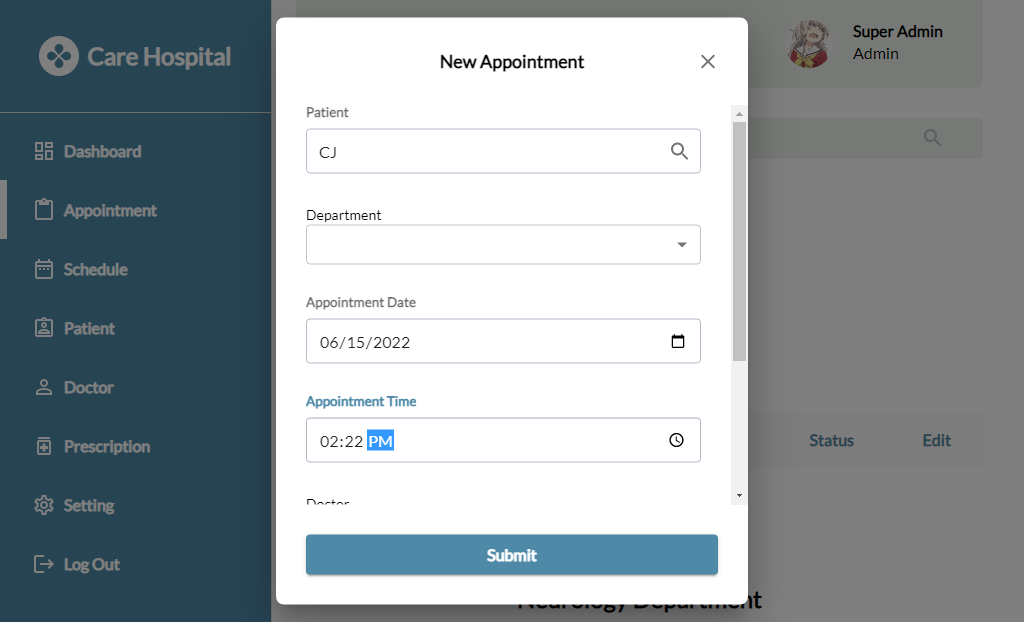 Care Hospital
Dashboard
Appointment
Schedule
Patient
Doctor
Prescription
Setting
Log Out
Super Admin
Admin
New Appointment
Patient
CJ
Department
Appointment Date
06/15/2022
Appointment Time
02:22 PM
Doctor
Submit
Status
Edit
Neurology Department